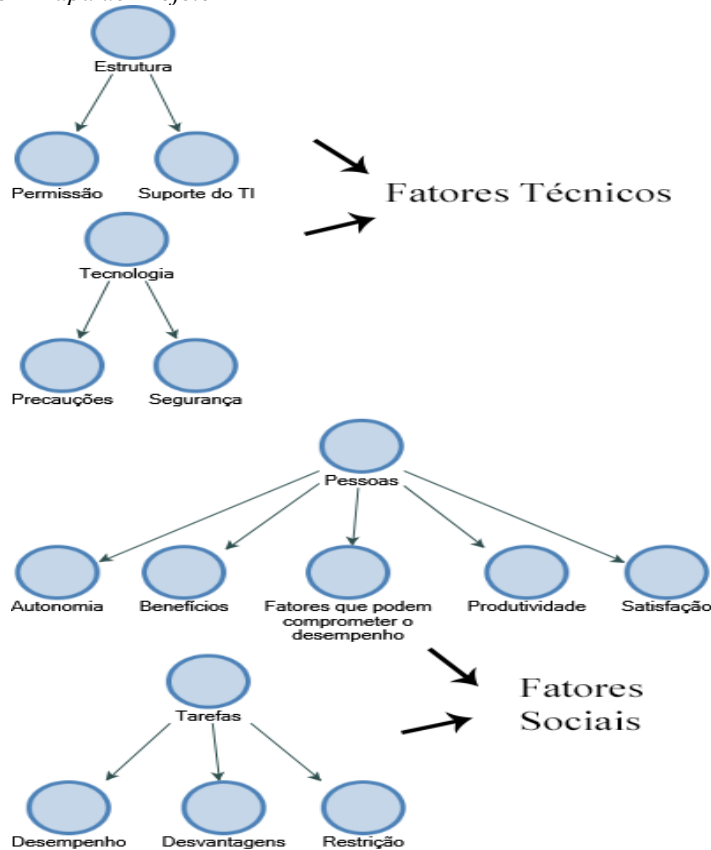 Estrutura
Permissão
Suporte do TI
Fatores Técnicos
Tecnologia
Precauções
Segurança
Pessoas
Autonomia
Benefícios
Fatores que podem
comprometer o
desempenho
Produtividade
Satisfação
Fatores
Sociais
Tarefas
Desempenho
Desvantagens
Restrição